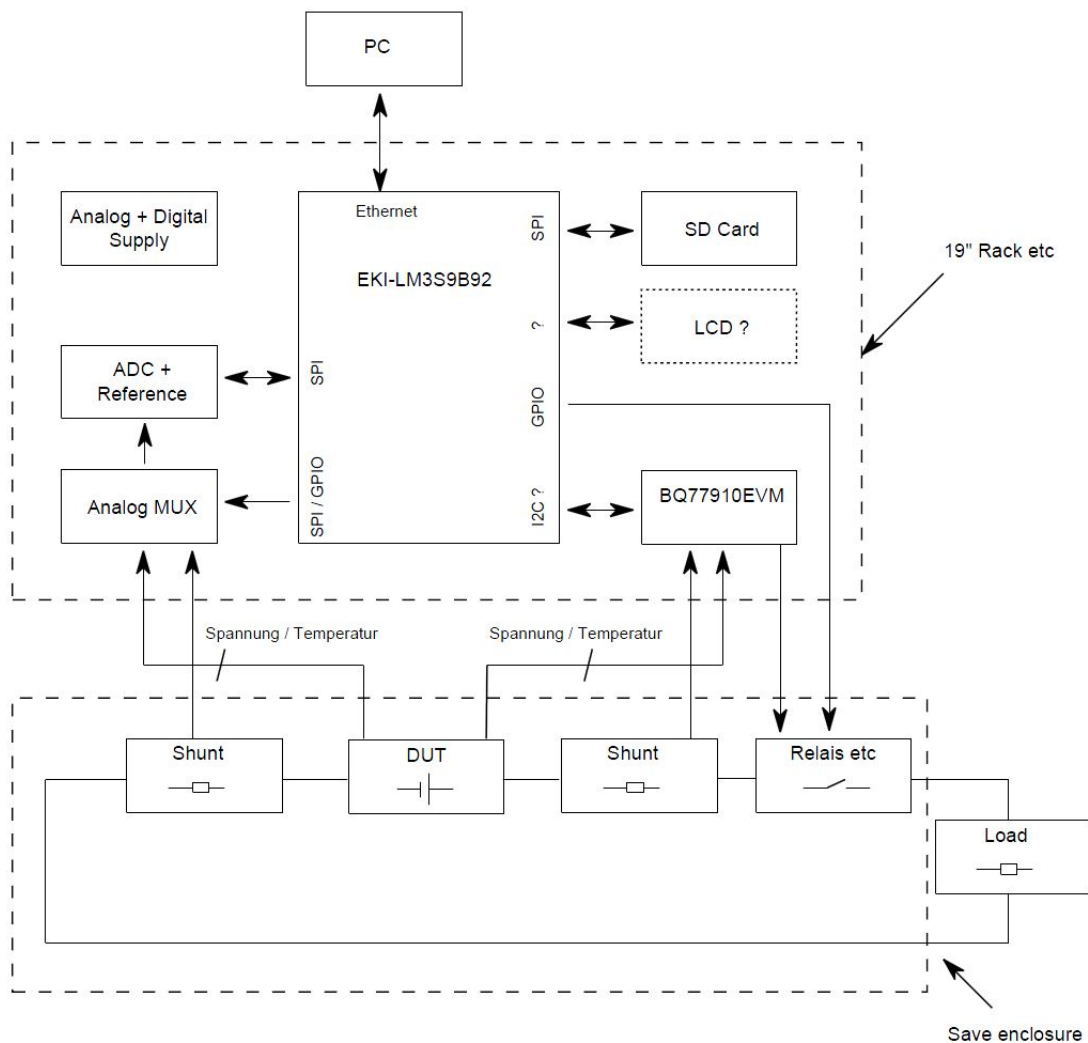 PC
Ethernet
EKI-LM3S9B92
Analog + Digital
Supply
SPI
SD Card
19" Rack etc
?
LCD ?
ADC +
Reference
SPI
GPIO
Analog MUX
SPI / GPIO
I2C ?
BQ77910EVM
Spannung / Temperatur
Spannung / Temperatur
Shunt
DUT
Shunt
Relais etc
Load
Save enclosure